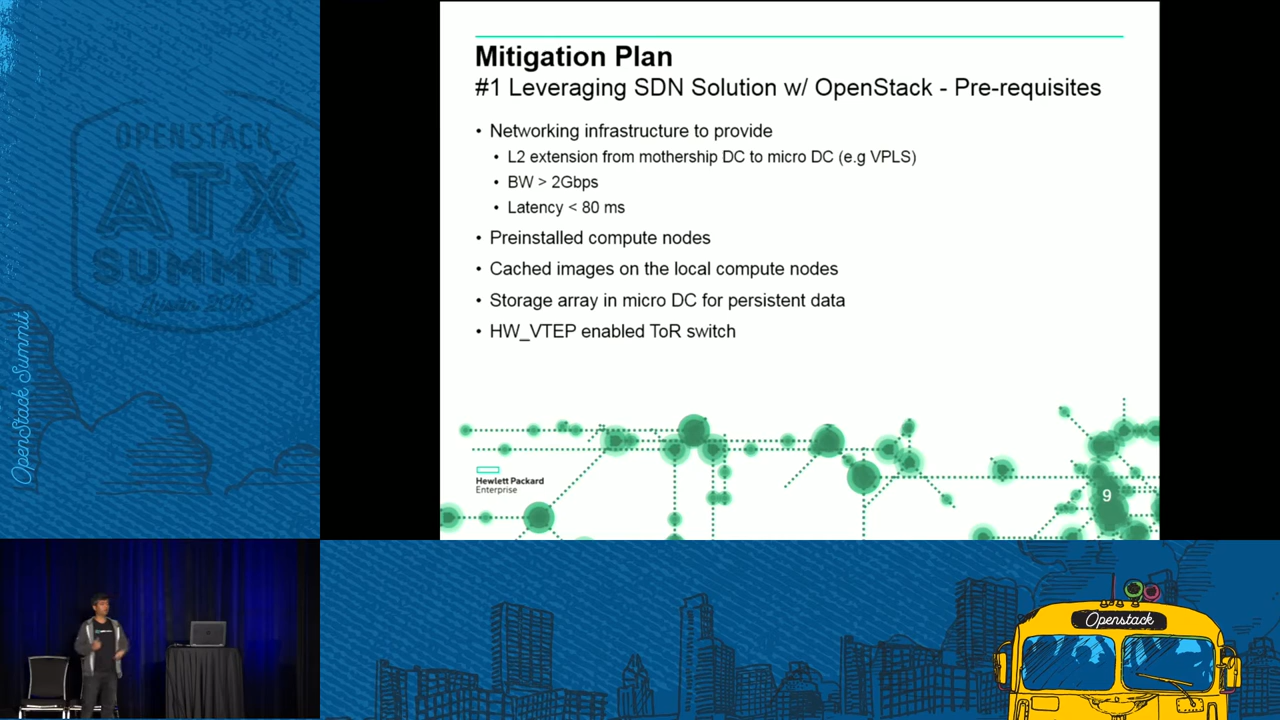 OPENSTACK
ATX
SUMMIT
OpenStack Summit
Mitigation Plan
#1 Leveraging SDN Solution w/ OpenStack - Pre-requisites
• Networking infrastructure to provide
• L2 extension from mothership DC to micro DC (e.g VPLS)
• BW > 2Gbps
• Latency < 80 ms
• Preinstalled compute nodes
• Cached images on the local compute nodes
• Storage array in micro DC for persistent data
• HW_VTEP enabled ToR switch
Hewlett Packard
Enterprise
9
Openstack